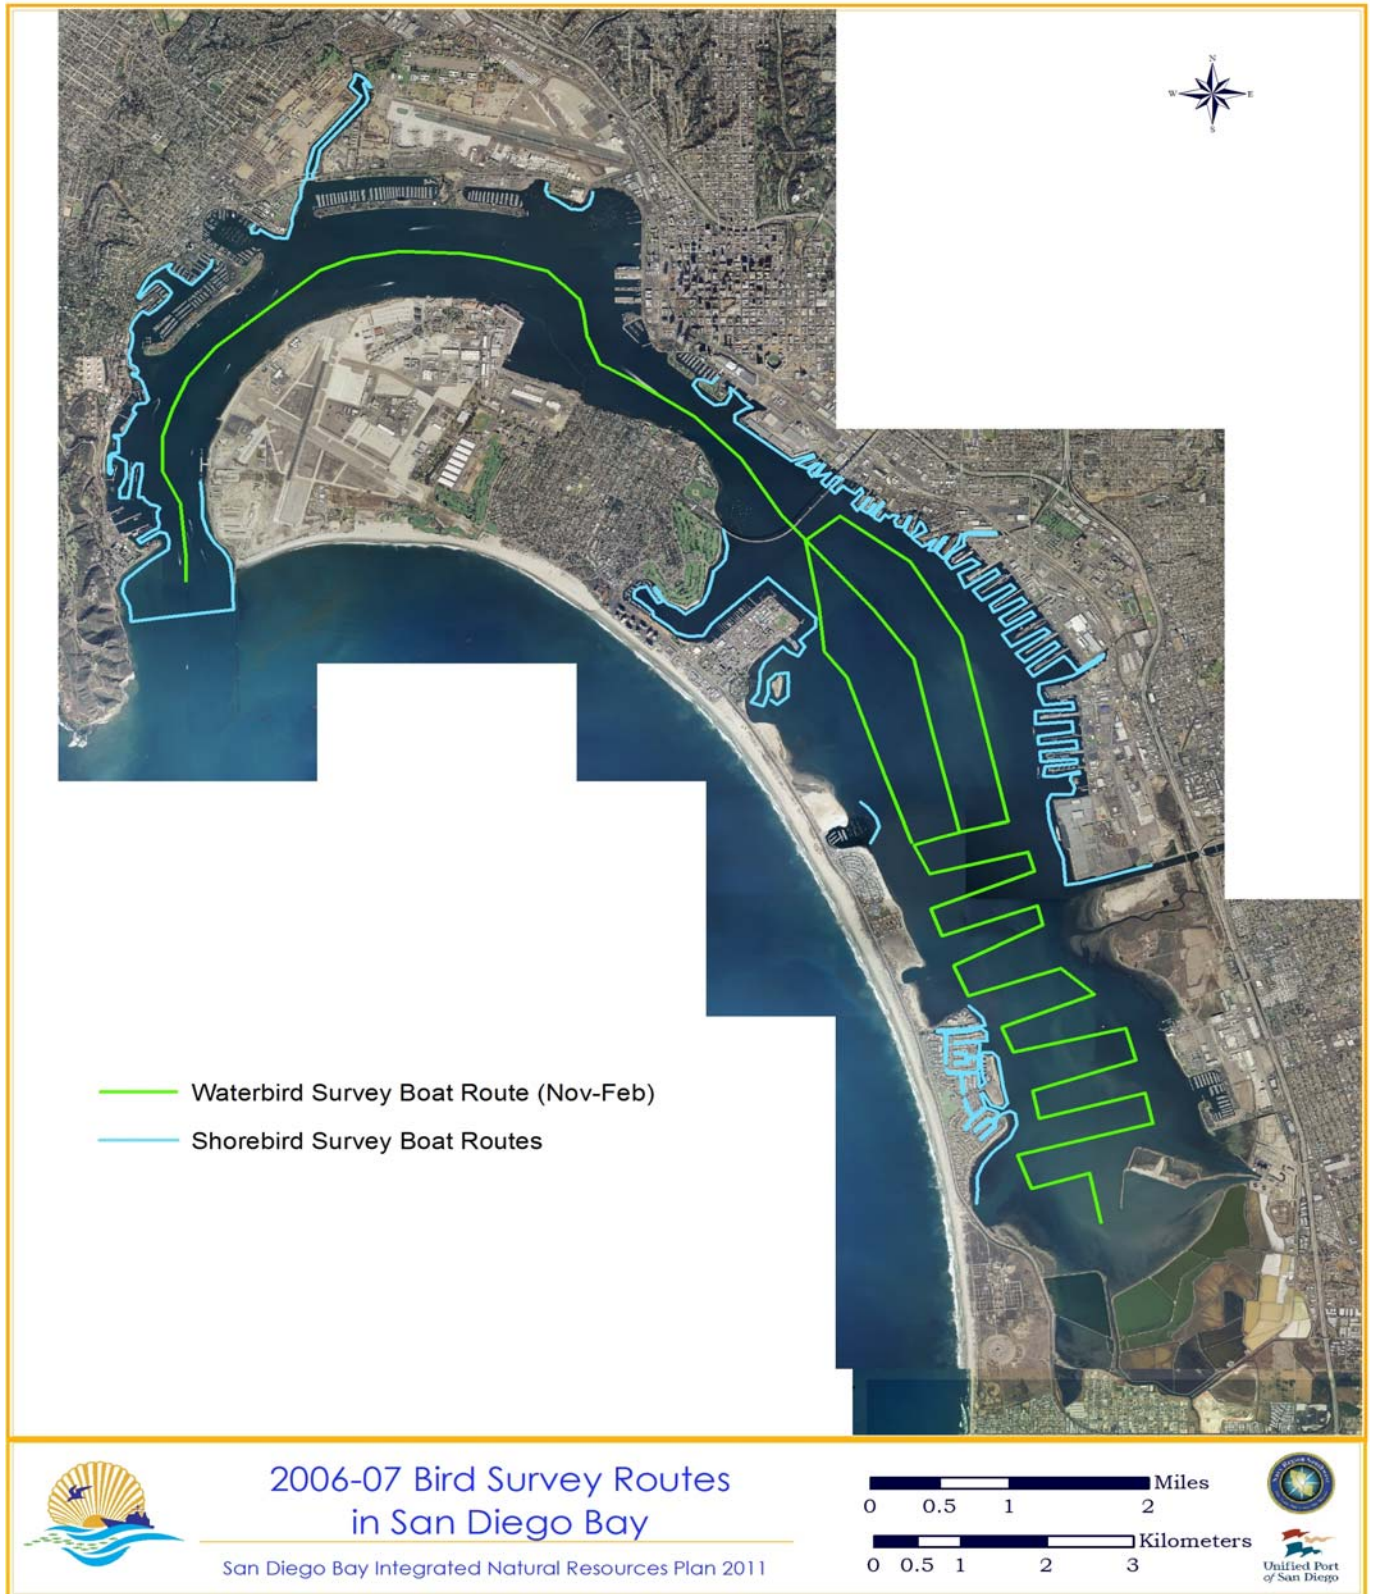 N
W E
S
Waterbird Survey Boat Route (Nov-Feb)
Shorebird Survey Boat Routes
2006-07 Bird Survey Routes
in San Diego Bay
San Diego Bay Integrated Natural Resources Plan 2011
Miles
0 0.5 1 2
Kilometers
0 0.5 1 2 3
Unified Port
of San Diego